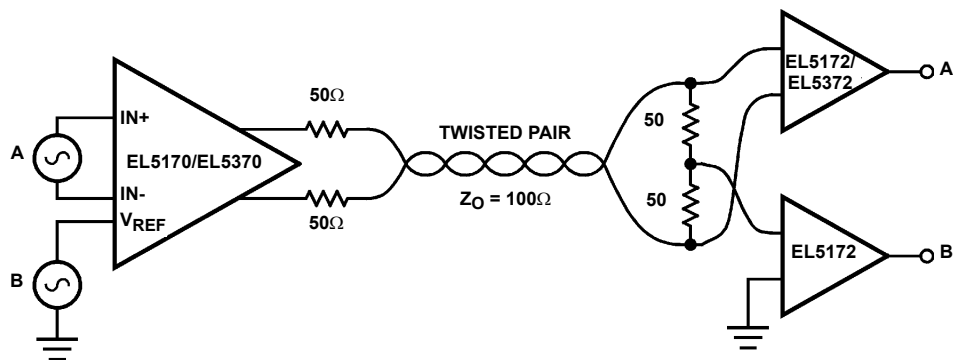 A
IN+
IN-
VREF
B
EL5170/EL5370
50Ω
50Ω
TWISTED PAIR
ZO = 100Ω
50
50
EL5172/
EL5372
A
EL5172
B